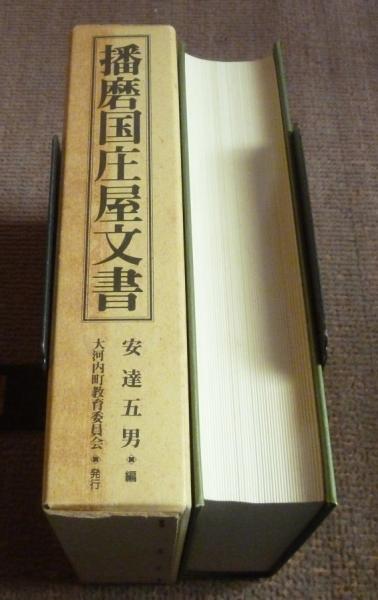 播磨国庄屋文書
安達五男※編
大河内町教育委員会※発行